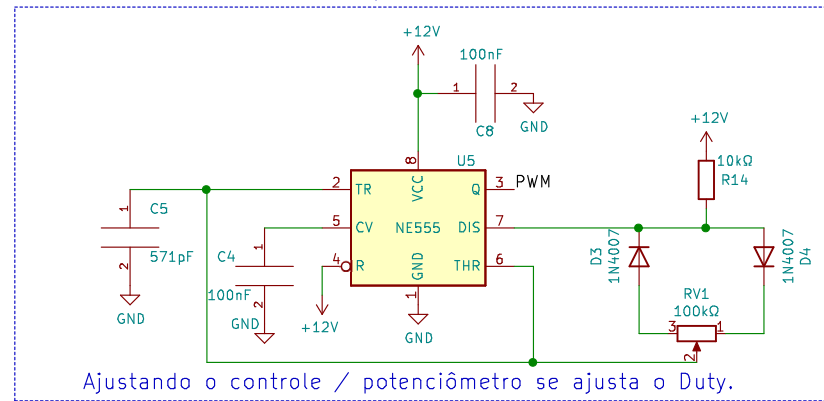 +12V
100nF
1 2
C8
GND
+12V
10kΩ
R14
U5
8
VCC
2 TR
Q 3 PWM
5 CV
NE555
DIS 7
4 R
GND
THR 6
1
GND
+12V
1
C5
571pF
2
GND
1
C4
100nF
2
GND
D3
1N4007
1N4007
D4
RV1
100kΩ
3 1
2
Ajustando o controle / potenciômetro se ajusta o Duty.